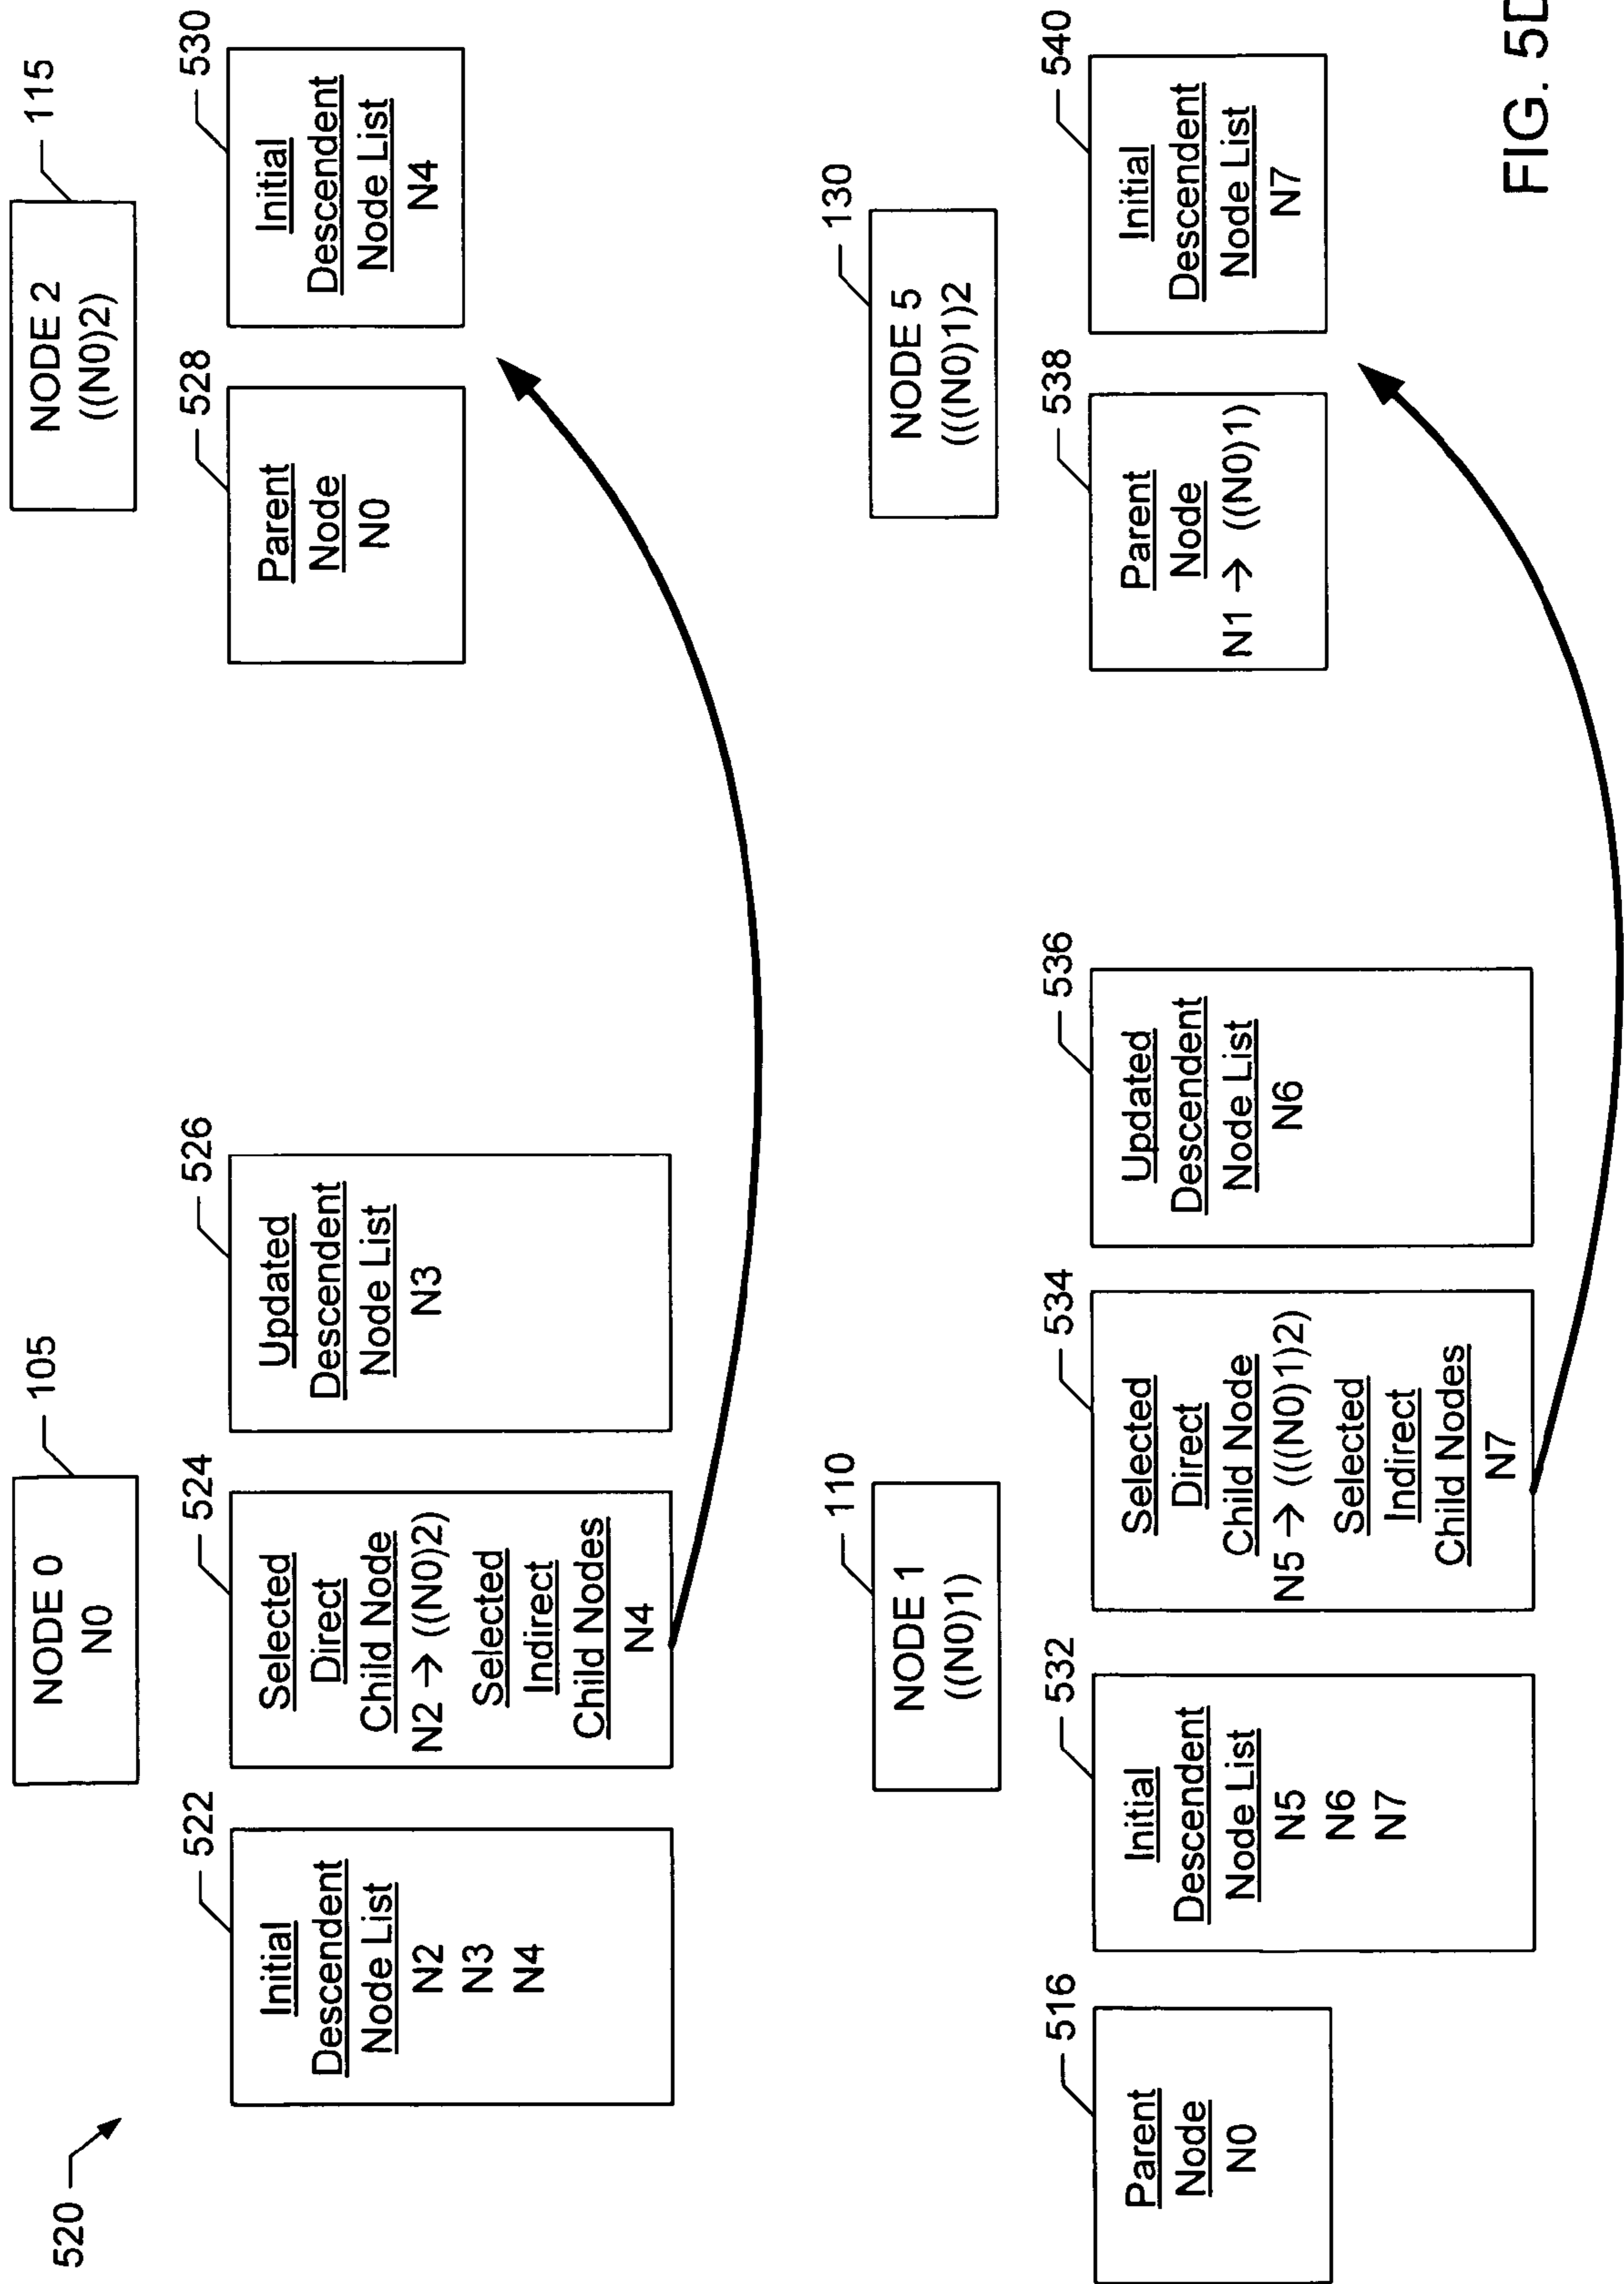 520
NODE 0
N0
105
NODE 2
((N0)2)
115
522
Initial
Descendent
Node List
N2
N3
N4
524
Selected
Direct
Child Node
N2 → ((N0)2)
Selected
Indirect
Child Nodes
N4
526
Updated
Descendent
Node List
N3
528
Parent
Node
N0
530
Initial
Descendent
Node List
N4
NODE 1
((N0)1)
110
NODE 5
(((N0)1)2
130
516
Parent
Node
N0
532
Initial
Descendent
Node List
N5
N6
N7
534
Selected
Direct
Child Node
N5 → (((N0)1)2)
Selected
Indirect
Child Nodes
N7
536
Updated
Descendent
Node List
N6
538
Parent
Node
N1 → ((N0)1)
540
Initial
Descendent
Node List
N7
FIG. 5D